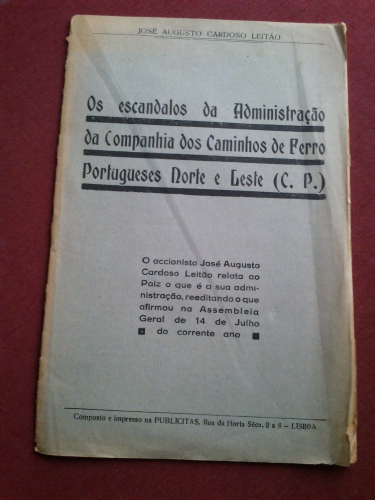 JOSÉ AUGUSTO CARDOSO LEITÃO
Os escandalos da Administração
da Companhia dos Caminhos de Ferro
Portugueses Norte e Leste (C. P.)
O accionista José Augusto
Cardoso Leitão relata ao
Paiz o que é a sua admi-
nistração, reeditando o que
afirmou na Assembleia
Geral de 14 de Julho
do corrente ano
Composto e impresso na PUBLICITAS, Rua da Horta Sêca, 2 a 8 — LISBOA